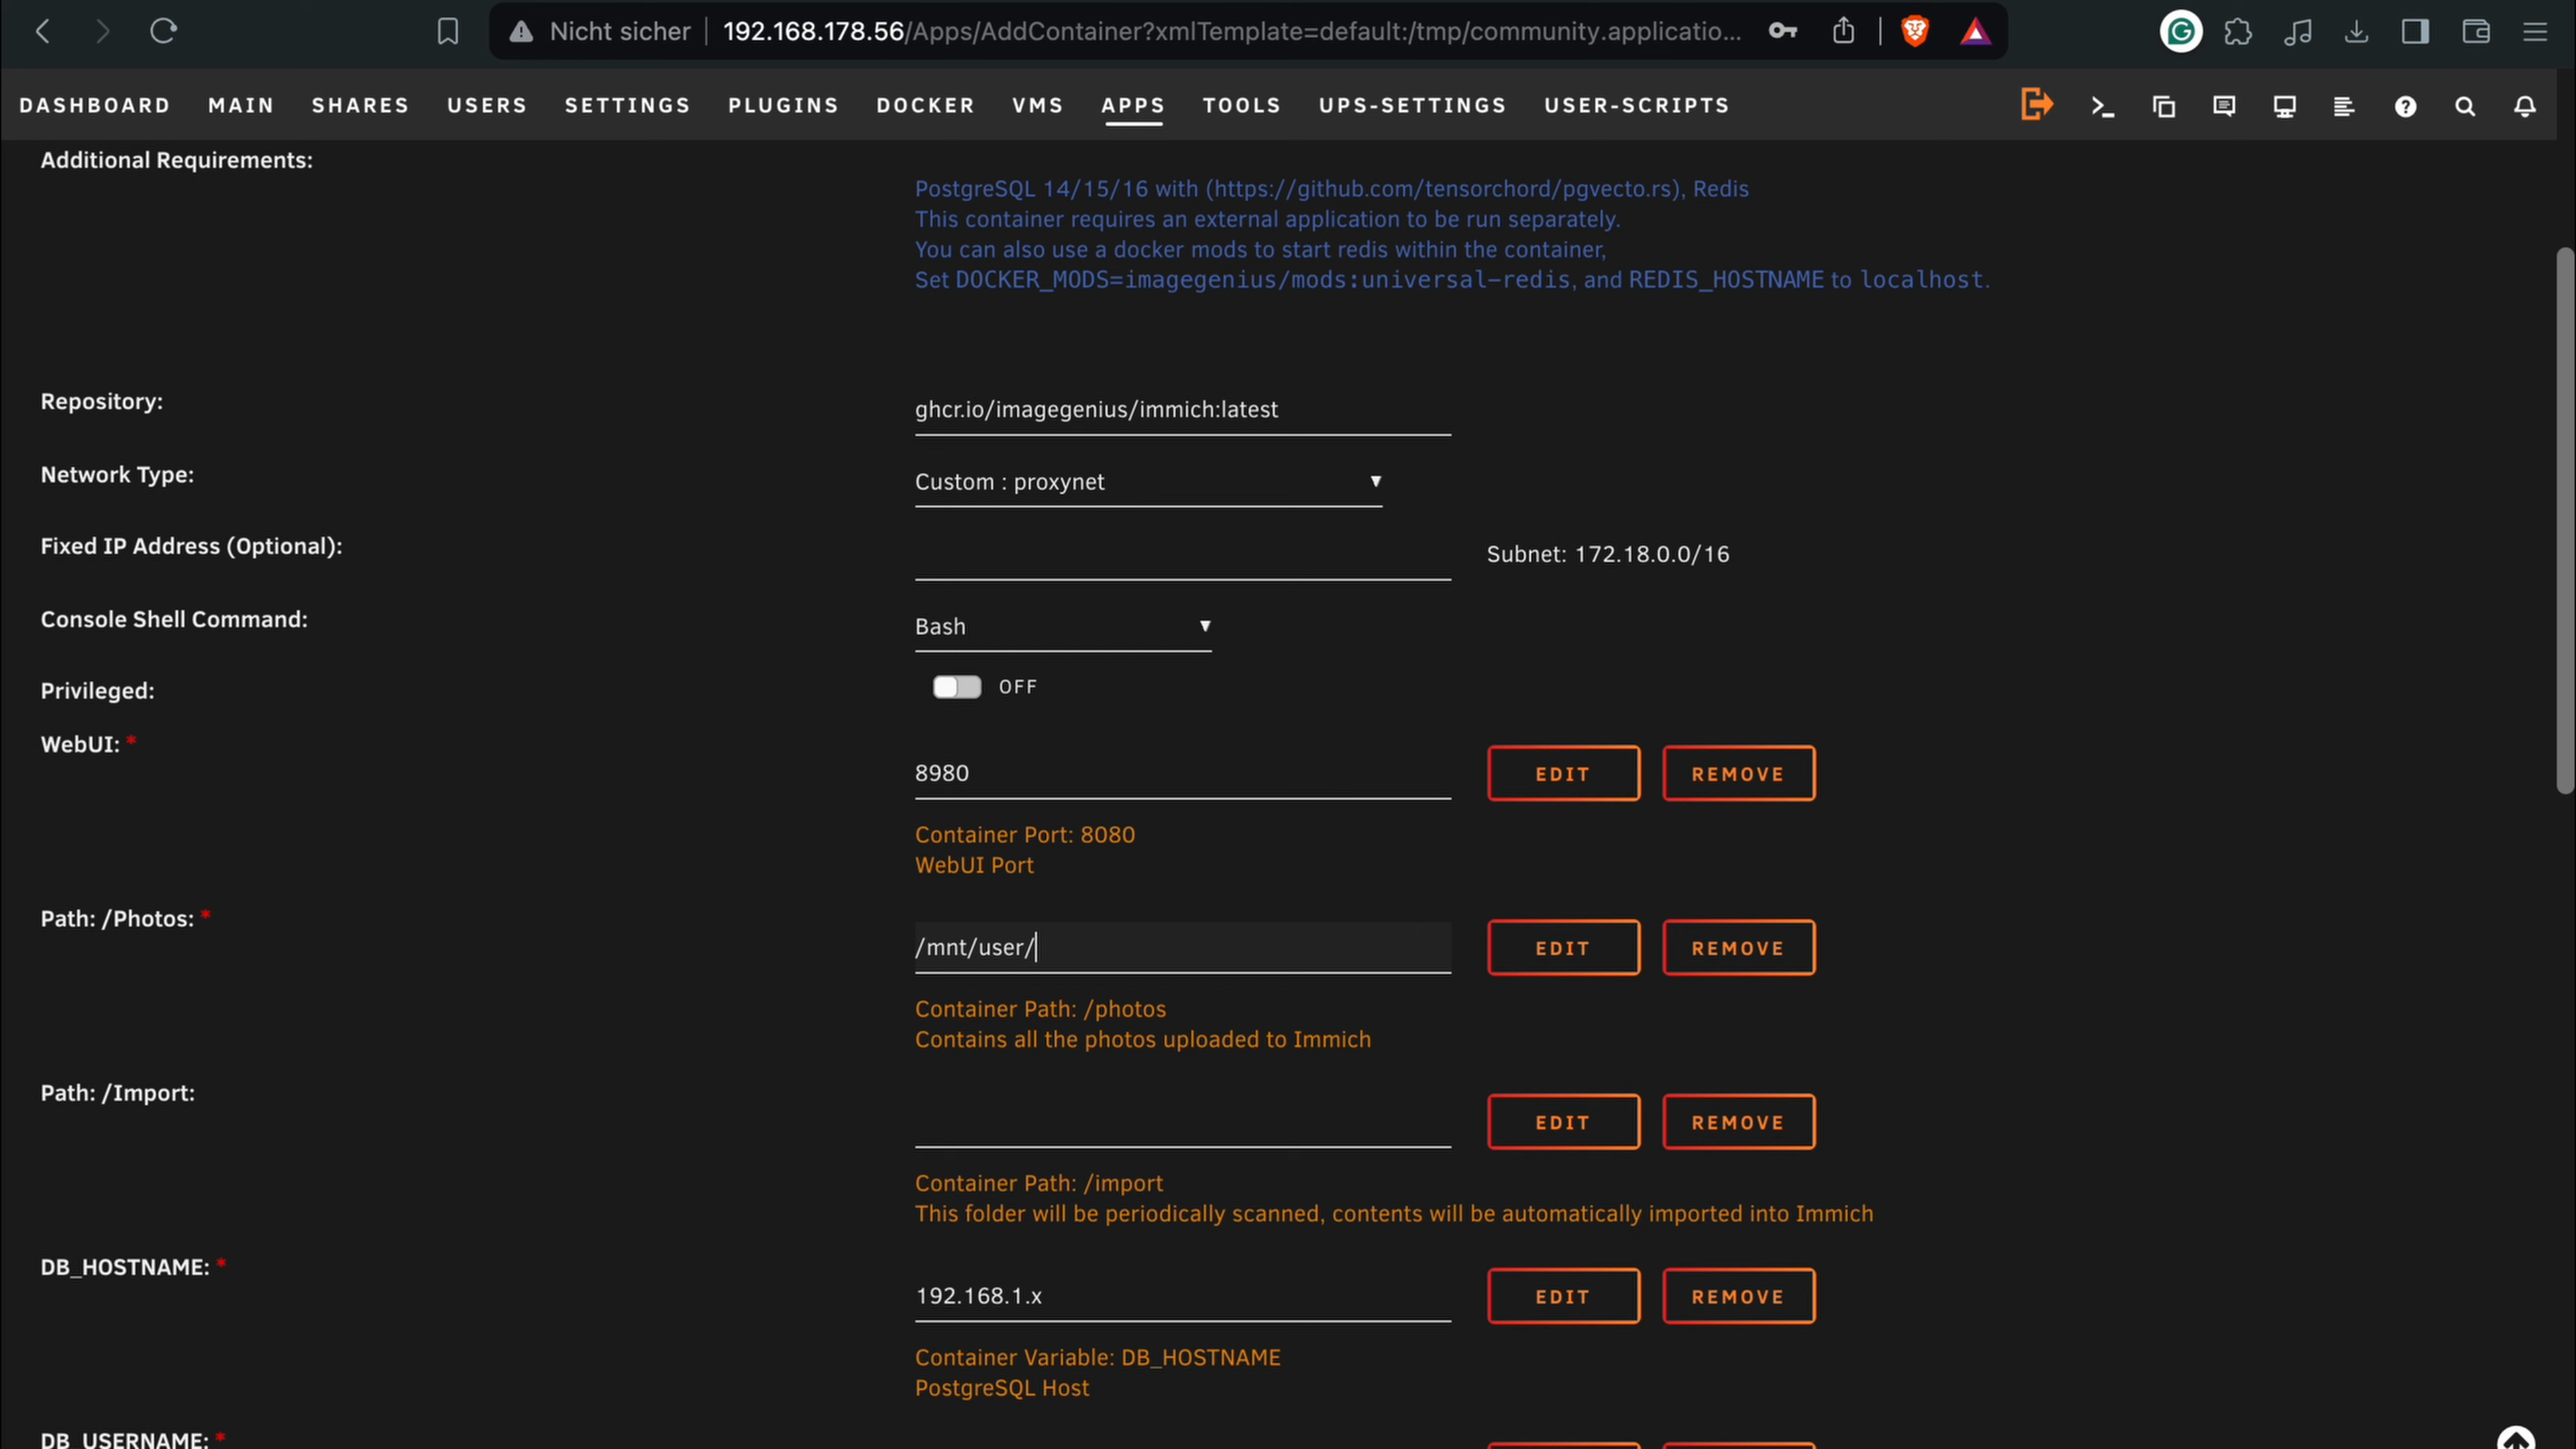 Nicht sicher
192.168.178.56/Apps/AddContainer?xmlTemplate=default:/tmp/community.applicatio...
DASHBOARD MAIN SHARES USERS SETTINGS PLUGINS DOCKER VMS APPS TOOLS UPS-SETTINGS USER-SCRIPTS
Additional Requirements:
PostgreSQL 14/15/16 with (https://github.com/tensorchord/pgvecto.rs), Redis
This container requires an external application to be run separately.
You can also use a docker mods to start redis within the container,
Set DOCKER_MODS=imagegenius/mods:universal-redis, and REDIS_HOSTNAME to localhost.
Repository:
ghcr.io/imagegenius/immich:latest
Network Type:
Custom : proxynet
Fixed IP Address (Optional):
Subnet: 172.18.0.0/16
Console Shell Command:
Bash
Privileged:
OFF
WebUI: *
8980
EDIT REMOVE
Container Port: 8080
WebUI Port
Path: /Photos: *
/mnt/user/
EDIT REMOVE
Container Path: /photos
Contains all the photos uploaded to Immich
Path: /Import:
EDIT REMOVE
Container Path: /import
This folder will be periodically scanned, contents will be automatically imported into Immich
DB_HOSTNAME: *
192.168.1.x
EDIT REMOVE
Container Variable: DB_HOSTNAME
PostgreSQL Host
DB_USERNAME: *